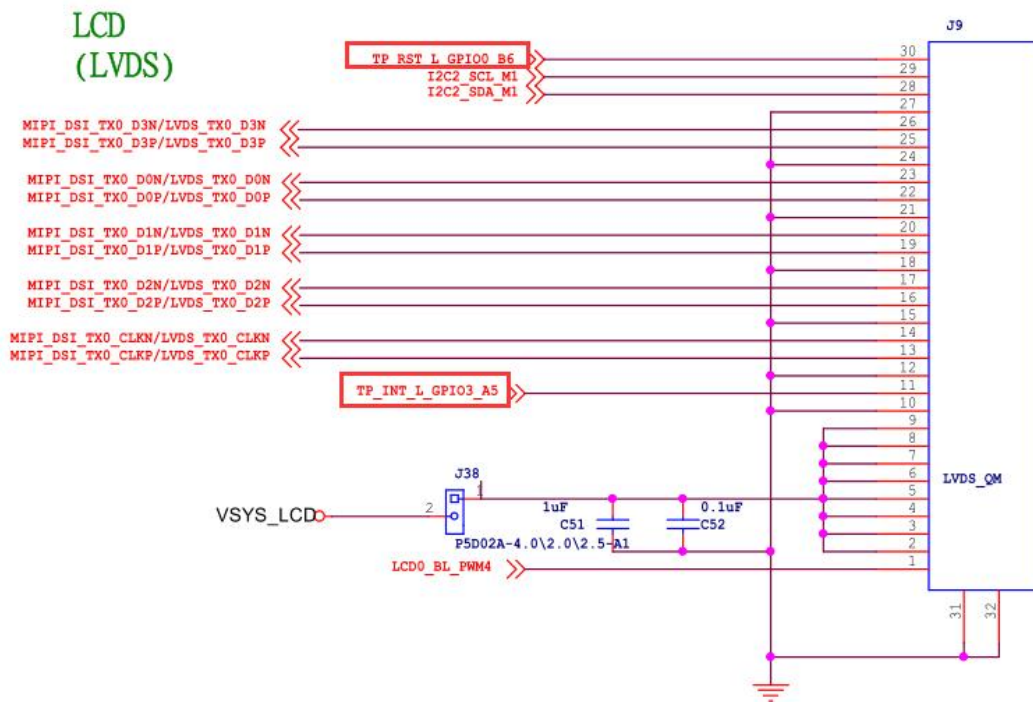 LCD
(LVDS)
J9
TP_RST_L_GPIO0_B6
I2C2_SCL_M1
I2C2_SDA_M1
MIPI_DSI_TX0_D3N/LVDS_TX0_D3N
MIPI_DSI_TX0_D3P/LVDS_TX0_D3P
MIPI_DSI_TX0_D0N/LVDS_TX0_D0N
MIPI_DSI_TX0_D0P/LVDS_TX0_D0P
MIPI_DSI_TX0_D1N/LVDS_TX0_D1N
MIPI_DSI_TX0_D1P/LVDS_TX0_D1P
MIPI_DSI_TX0_D2N/LVDS_TX0_D2N
MIPI_DSI_TX0_D2P/LVDS_TX0_D2P
MIPI_DSI_TX0_CLKN/LVDS_TX0_CLKN
MIPI_DSI_TX0_CLKP/LVDS_TX0_CLKP
TP_INT_L_GPIO3_A5
30
29
28
27
26
25
24
23
22
21
20
19
18
17
16
15
14
13
12
11
10
9
8
7
6
5
4
3
2
1
LVDS_QM
J38
1
2
VSYS_LCD
1uF
C51
0.1uF
C52
P5D02A-4.0\2.0\2.5-A1
LCD0_BL_PWM4
31
32